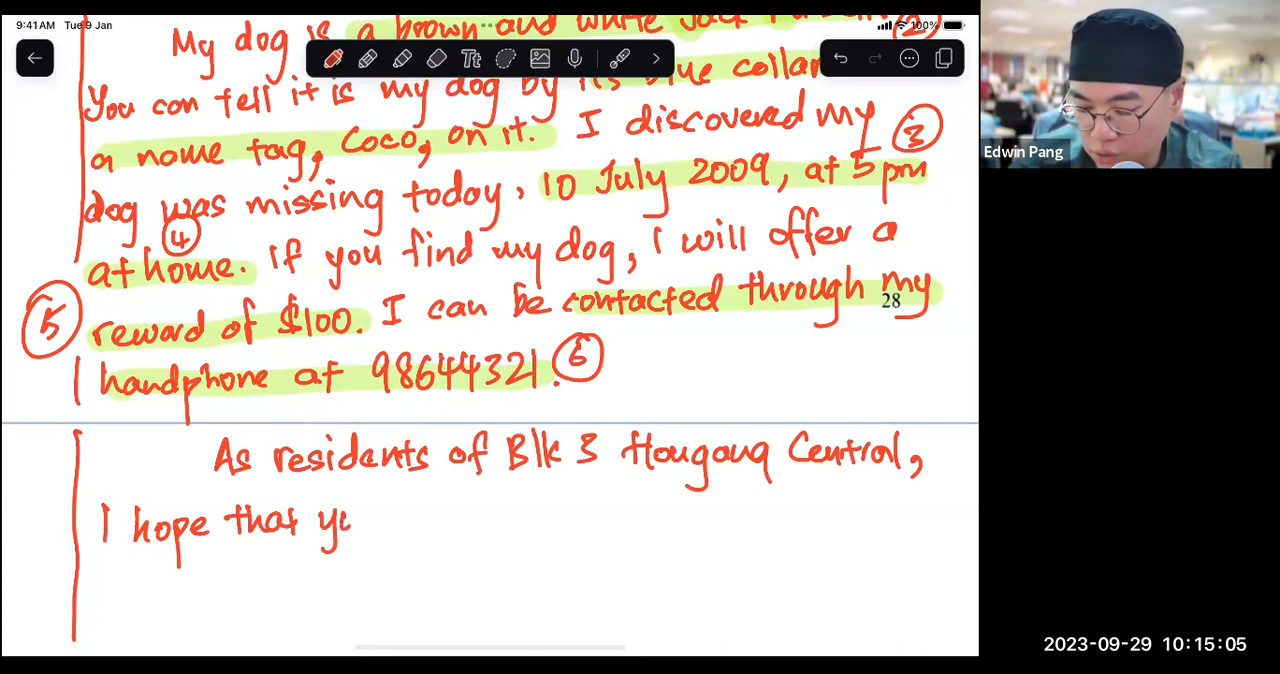 9:41AM Tue 9 Jan
100%
My dog is a brown and white Jack (2)
Tt
You can tell it is my dog by its blue collar
a name tag, Coco, on it. I discovered my (3)
dog was missing today, 10 July 2009, at 5pm
(4)
at home. If you find my dog, I will offer a
(5) reward of $100. I can be contacted through my
28
handphone at 98644321. (6)
As residents of Blk 3 Hougang Central,
I hope that yo
Edwin Pang
2023-09-29 10:15:05